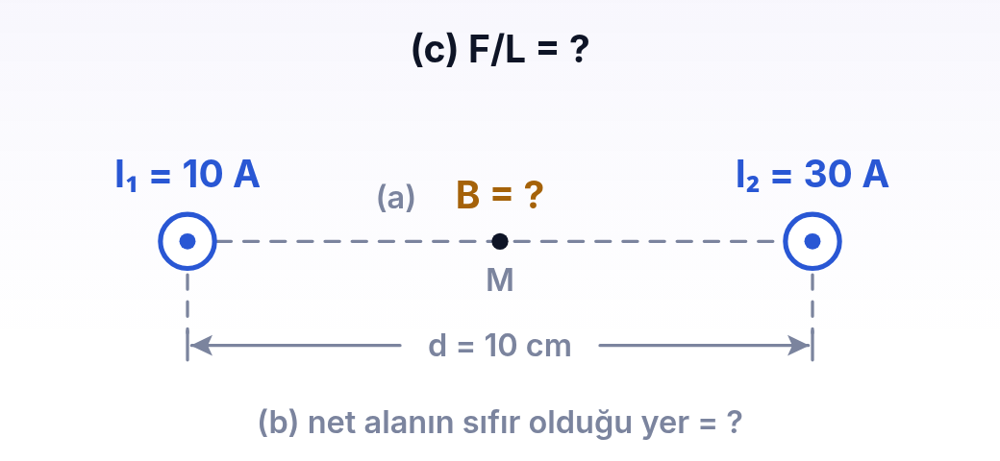 (c) F/L = ?
I₁ = 10 A
I₂ = 30 A
(a) B = ?
M
d = 10 cm
(b) net alanın sıfır olduğu yer = ?